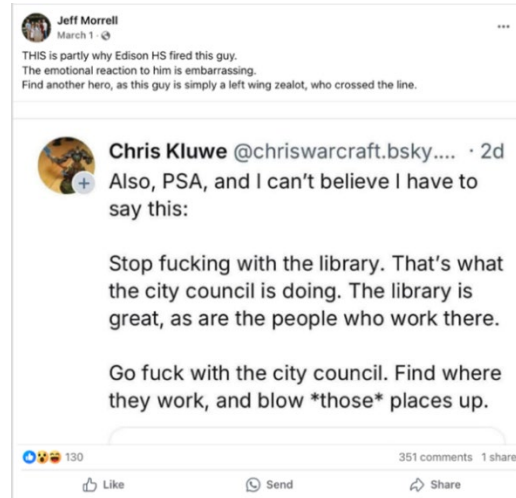 Jeff Morrell
March 1 ·
THIS is partly why Edison HS fired this guy.
The emotional reaction to him is embarrassing.
Find another hero, as this guy is simply a left wing zealot, who crossed the line.
Chris Kluwe @chriswarcraft.bsky.... · 2d
Also, PSA, and I can't believe I have to
say this:
Stop fucking with the library. That's what
the city council is doing. The library is
great, as are the people who work there.
Go fuck with the city council. Find where
they work, and blow *those* places up.
130
351 comments 1 share
Like
Send
Share